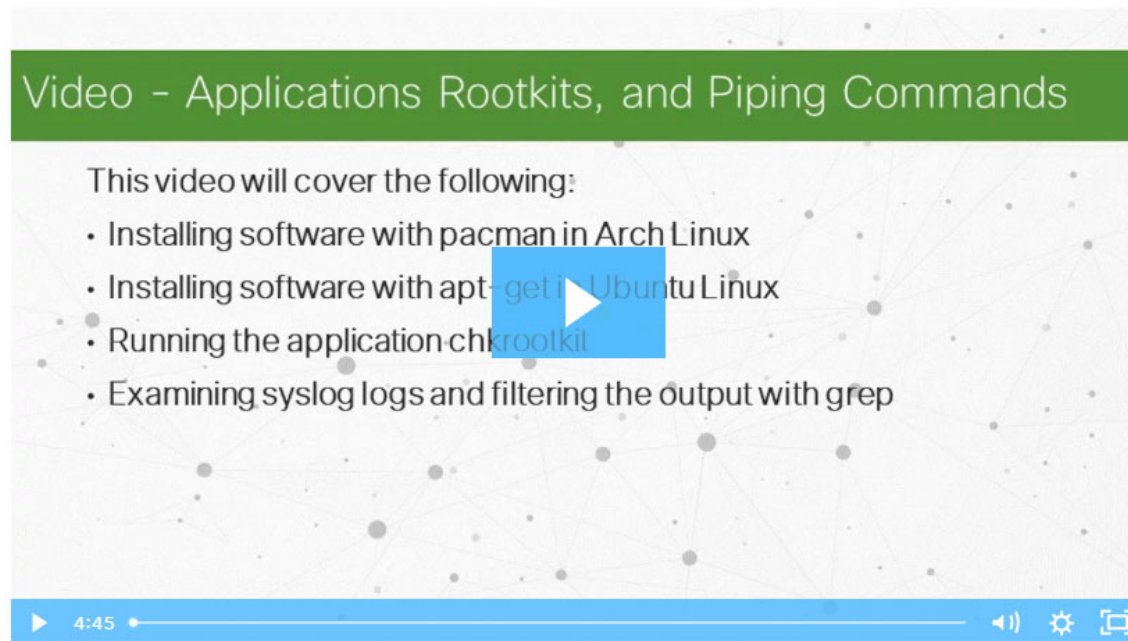 Video - Applications Rootkits, and Piping Commands
This video will cover the following:
• Installing software with pacman in Arch Linux
• Installing software with apt-get in Ubuntu Linux
• Running the application chkrootkit
• Examining syslog logs and filtering the output with grep
4:45